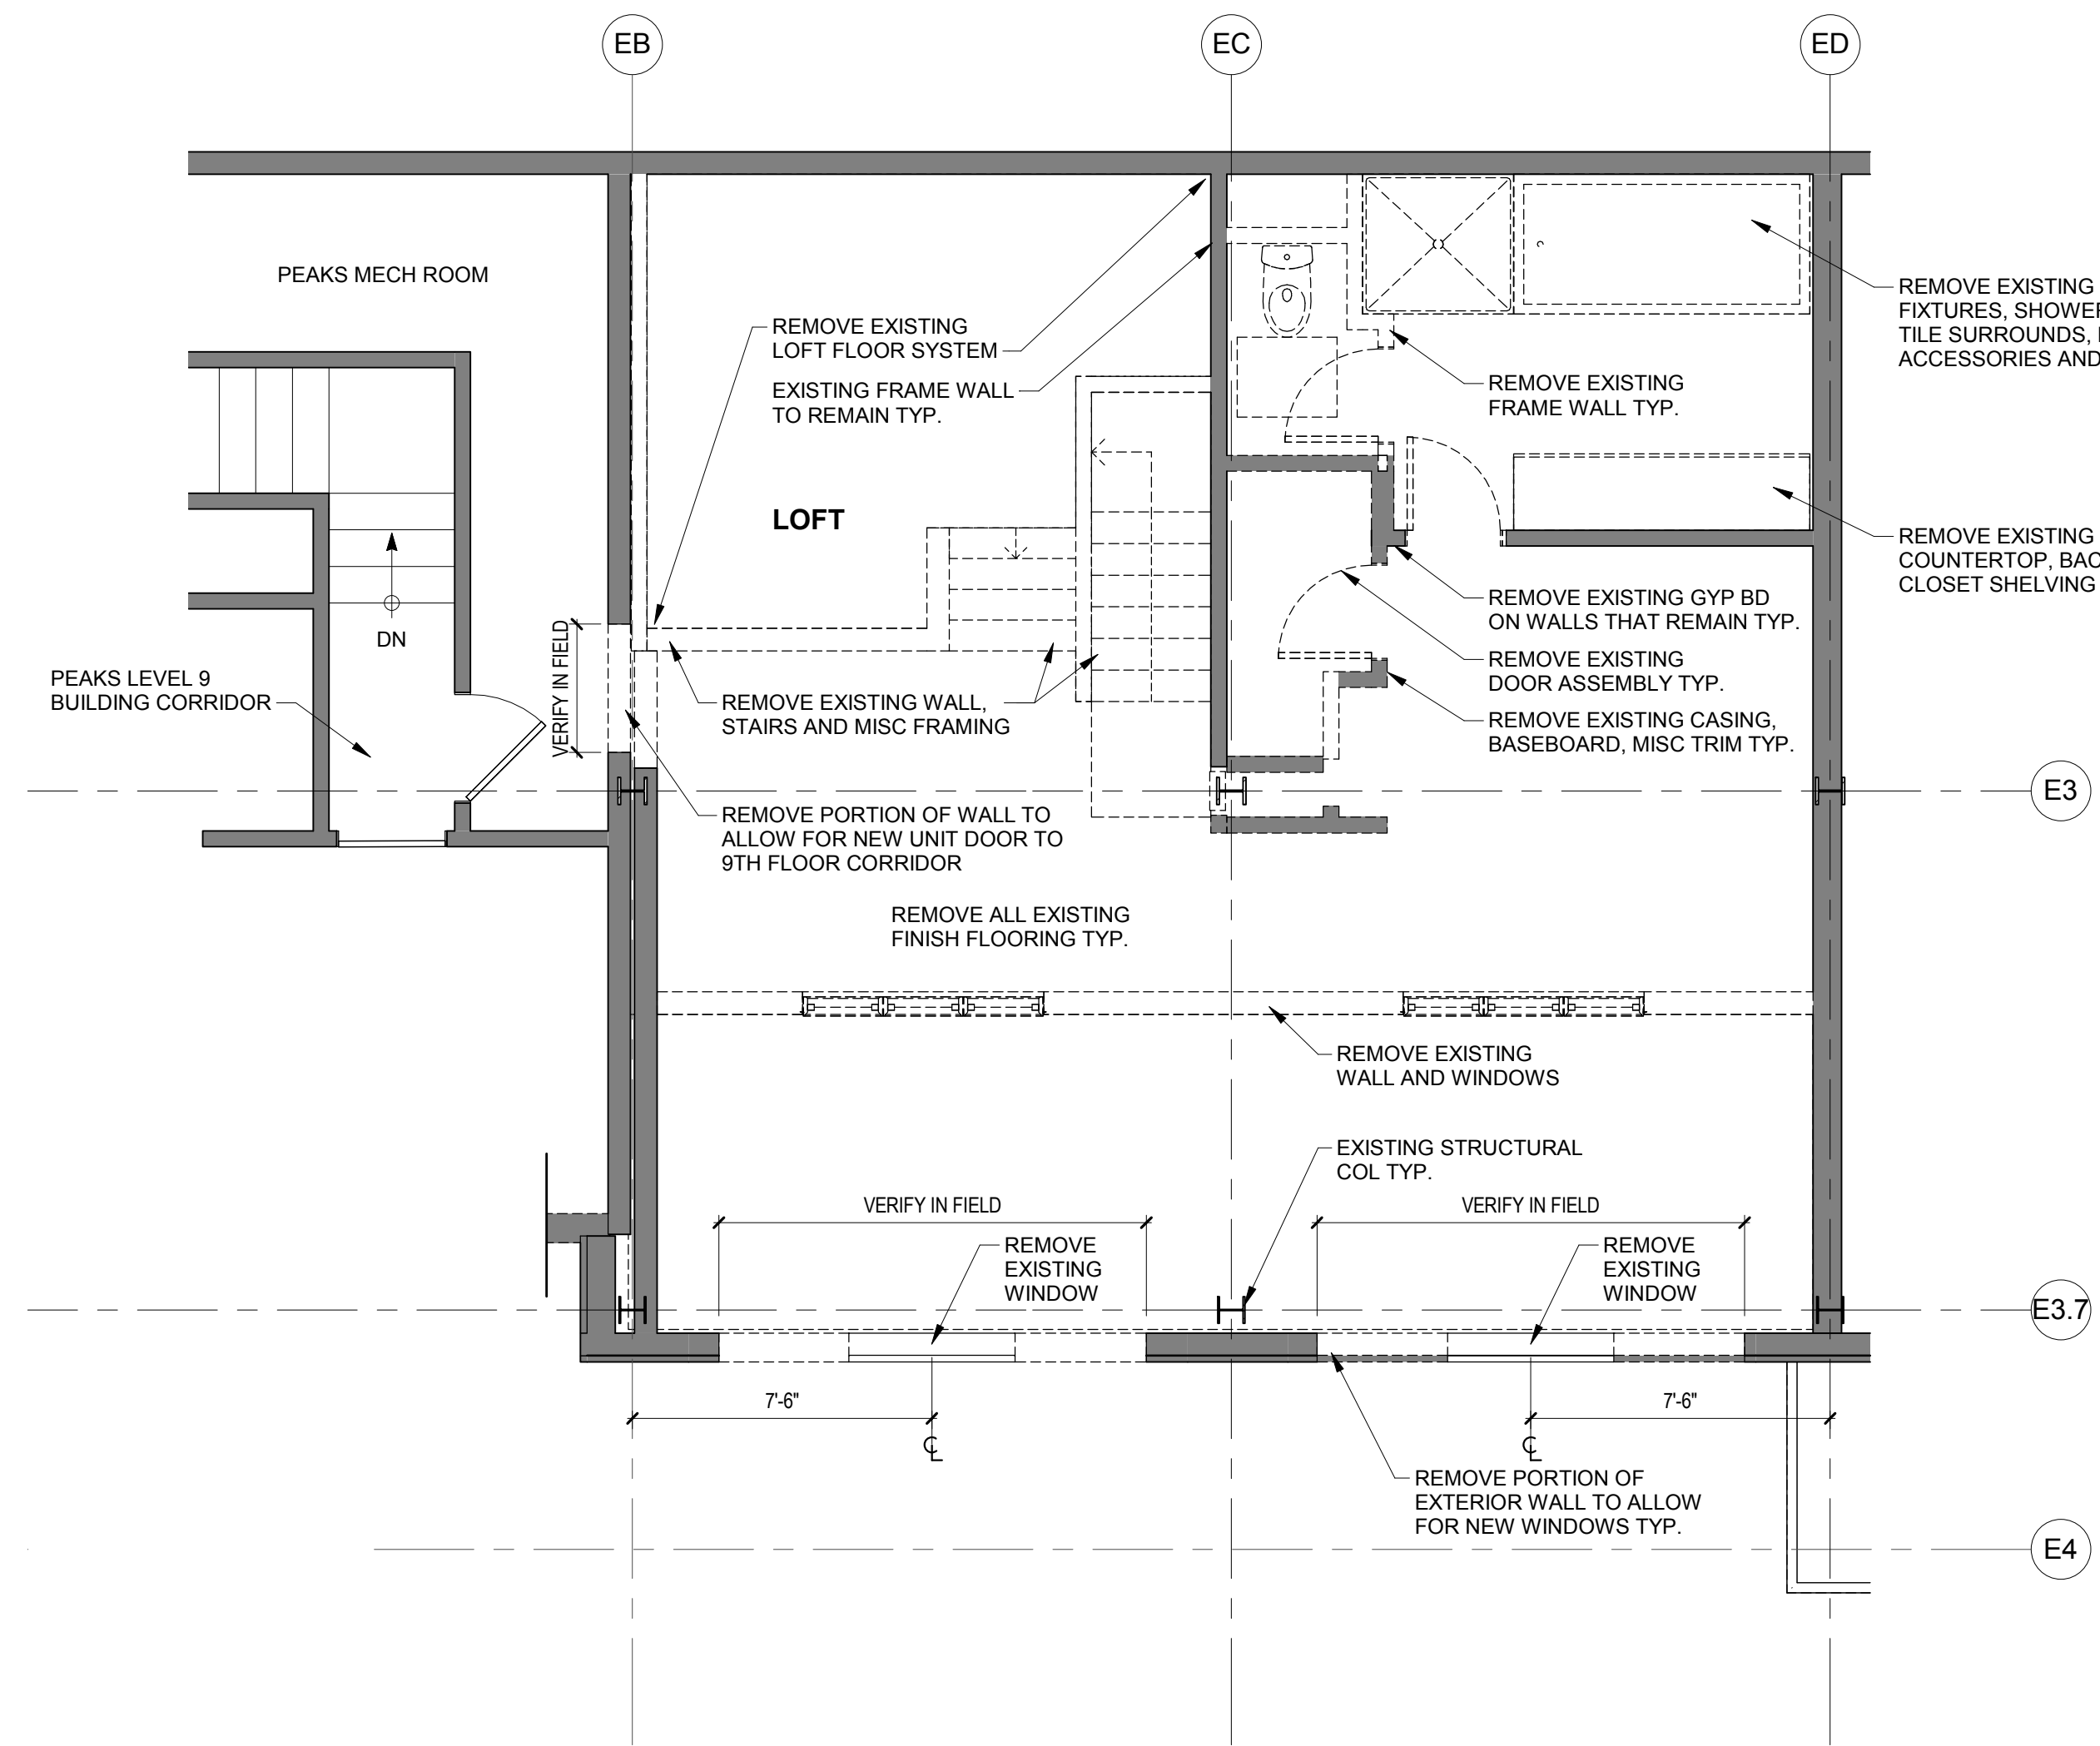 EB
EC
ED
PEAKS MECH ROOM
REMOVE EXISTING
LOFT FLOOR SYSTEM
EXISTING FRAME WALL
TO REMAIN TYP.
REMOVE EXISTING
FIXTURES, SHOWER
TILE SURROUNDS,
ACCESSORIES AND
REMOVE EXISTING
FRAME WALL TYP.
LOFT
REMOVE EXISTING
COUNTERTOP,
CLOSET SHELVING
REMOVE EXISTING GYP BD
ON WALLS THAT REMAIN TYP.
DN
VERIFY IN FIELD
REMOVE EXISTING
DOOR ASSEMBLY TYP.
PEAKS LEVEL 9
BUILDING CORRIDOR
REMOVE EXISTING WALL,
STAIRS AND MISC FRAMING
REMOVE EXISTING CASING,
BASEBOARD, MISC TRIM TYP.
E3
REMOVE PORTION OF WALL TO
ALLOW FOR NEW UNIT DOOR TO
9TH FLOOR CORRIDOR
REMOVE ALL EXISTING
FINISH FLOORING TYP.
REMOVE EXISTING
WALL AND WINDOWS
EXISTING STRUCTURAL
COL TYP.
VERIFY IN FIELD
VERIFY IN FIELD
REMOVE
EXISTING
WINDOW
REMOVE
EXISTING
WINDOW
E3.7
7'-6"
7'-6"
℄
℄
REMOVE PORTION OF
EXTERIOR WALL TO ALLOW
FOR NEW WINDOWS TYP.
E4